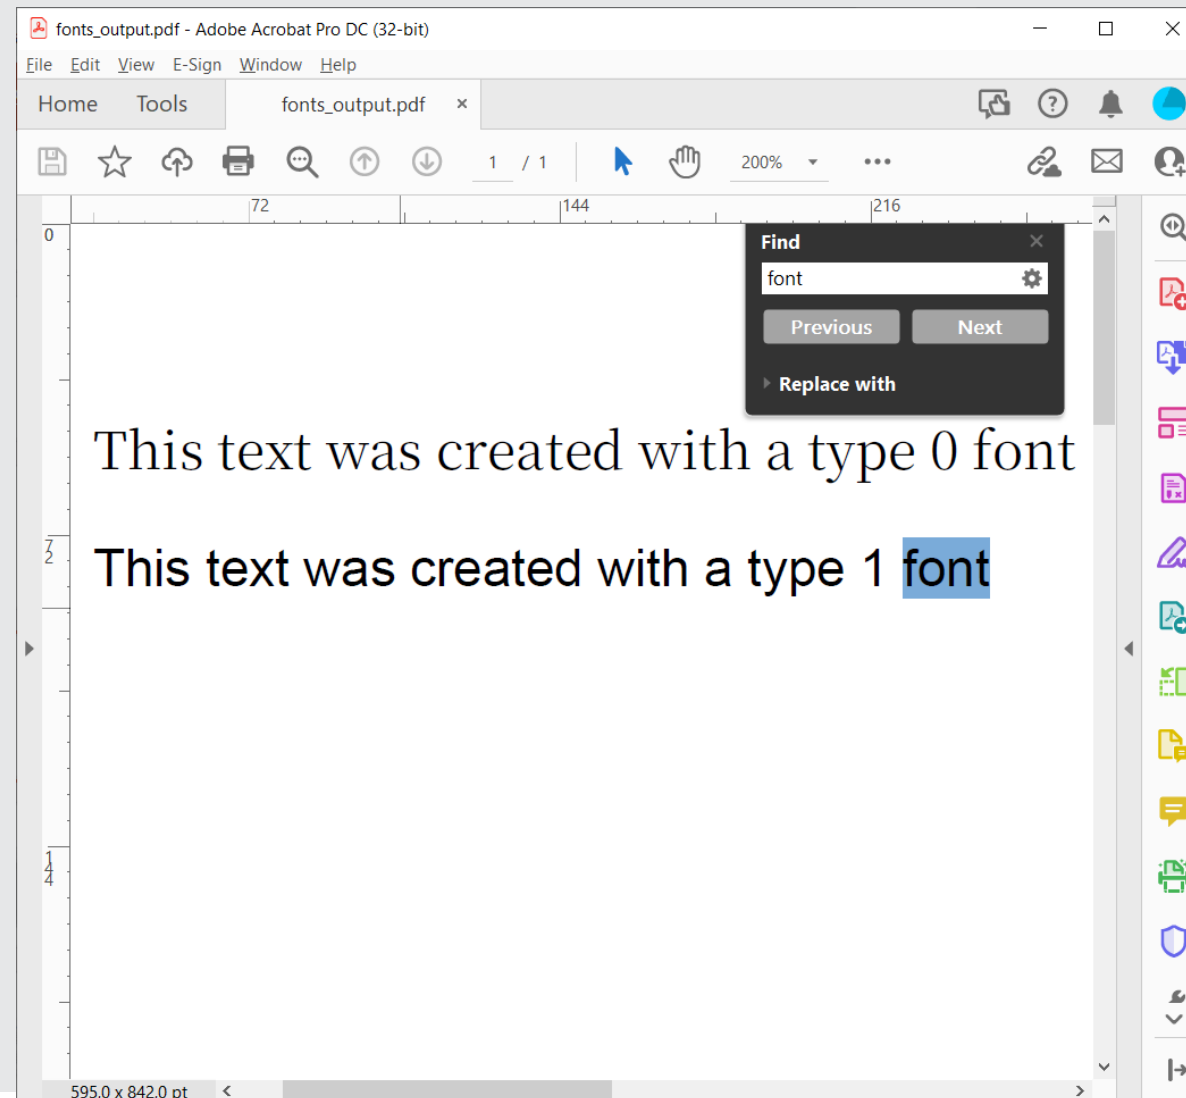 fonts_output.pdf - Adobe Acrobat Pro DC (32-bit)
File Edit View E-Sign Window Help
Home Tools fonts_output.pdf ×
1 / 1 200%
72 144 216
0
Find
font
Previous Next
Replace with
This text was created with a type 0 font
72
This text was created with a type 1 font
144
595.0 x 842.0 pt